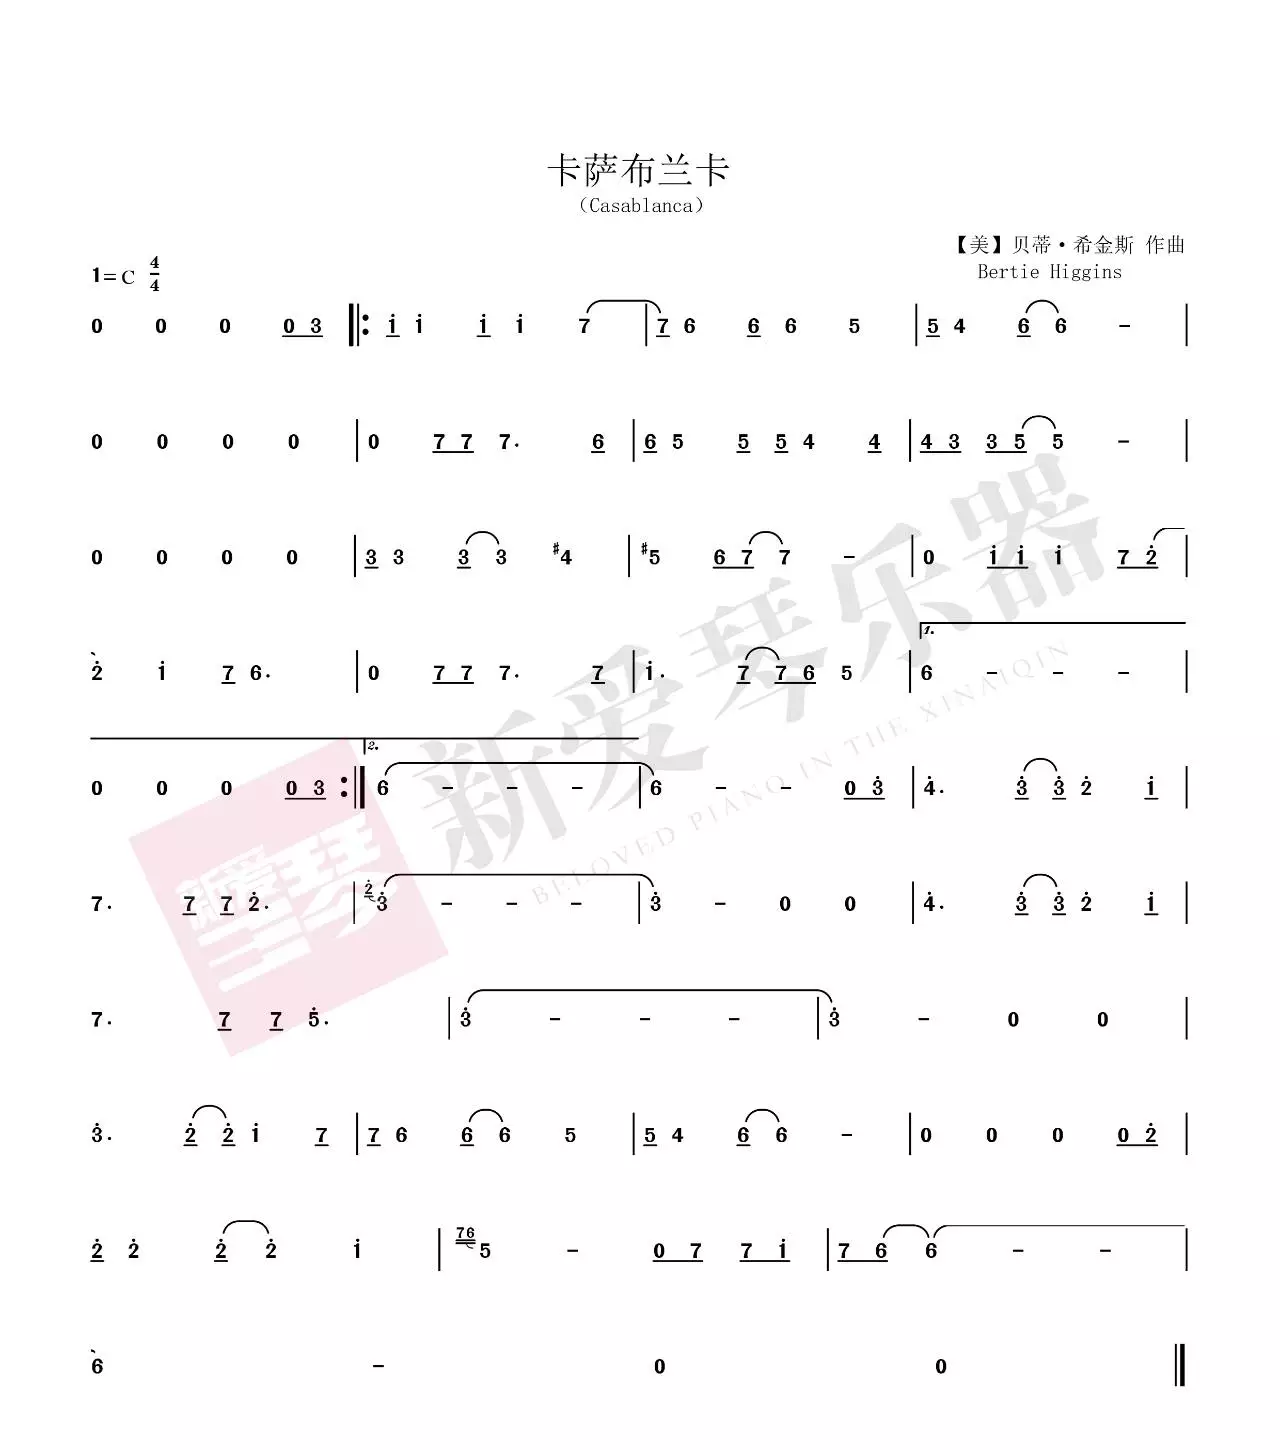 卡萨布兰卡
(Casablanca)
【美】贝蒂·希金斯 作曲
1=C 4/4
Bertie Higgins
0 0 0 0 3 |: i i i i 7 | 7 6 6 6 5 | 5 4 6 6 - |
0 0 0 0 | 0 7 7 7. 6 | 6 5 5 5 4 4 | 4 3 3 5 5 - |
0 0 0 0 | 3 3 3 3 #4 | #5 6 7 7 - | 0 i i i 7 2̇ |
2̇ i 7 6. | 0 7 7 7. 7 | i. 7 7 6 5 | 1. 6 - - - |
0 0 0 0 3 :| 2. 6 - - - | 6 - - 0 3̇ | 4̇. 3̇ 3̇ 2̇ i |
7. 7 7 2̇. | 2̇ 3̇ - - - | 3̇ - 0 0 | 4̇. 3̇ 3̇ 2̇ i |
7. 7 7 5̇. | 3̇ - - - | 3̇ - 0 0 |
3̇. 2̇ 2̇ i 7 | 7 6 6 6 5 | 5 4 6 6 - | 0 0 0 0 2̇ |
2̇ 2̇ 2̇ 2̇ i | 76 5 - 0 7 7 i | 7 6 6 - - |
6 - 0 0 ||
新爱琴乐器
BELOVED PIANO IN THE XINAIQIN
新爱琴